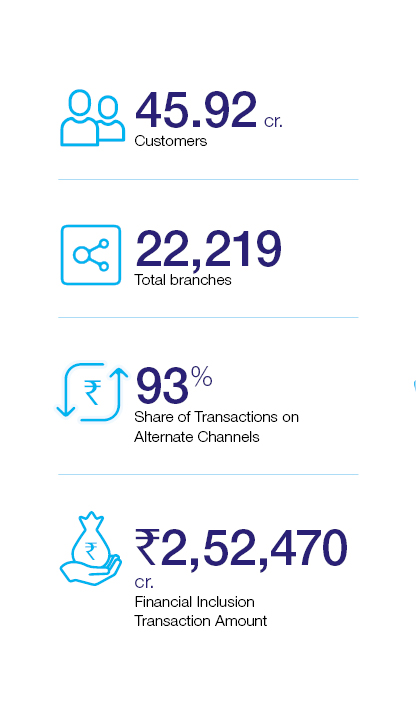 45.92 cr.
Customers
22,219
Total branches
₹
93%
Share of Transactions on
Alternate Channels
₹
₹2,52,470
cr.
Financial Inclusion
Transaction Amount